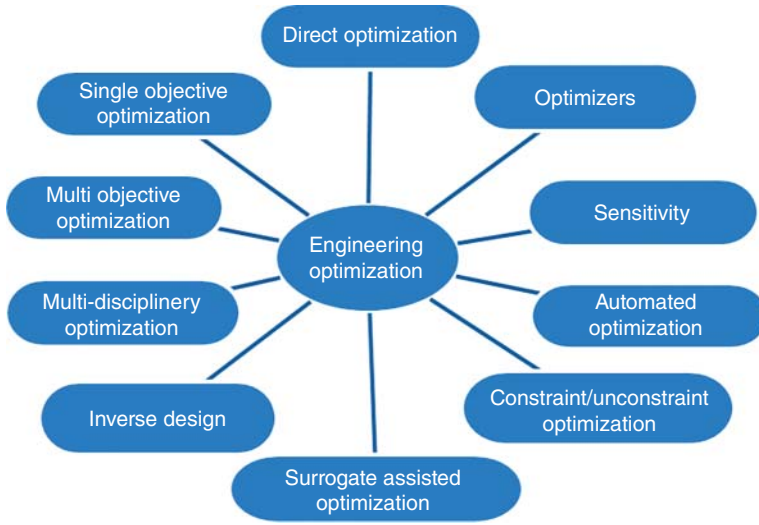 Direct optimization
Single objective
optimization
Optimizers
Multi objective
optimization
Sensitivity
Engineering
optimization
Multi-disciplinery
optimization
Automated
optimization
Inverse design
Constraint/unconstraint
optimization
Surrogate assisted
optimization